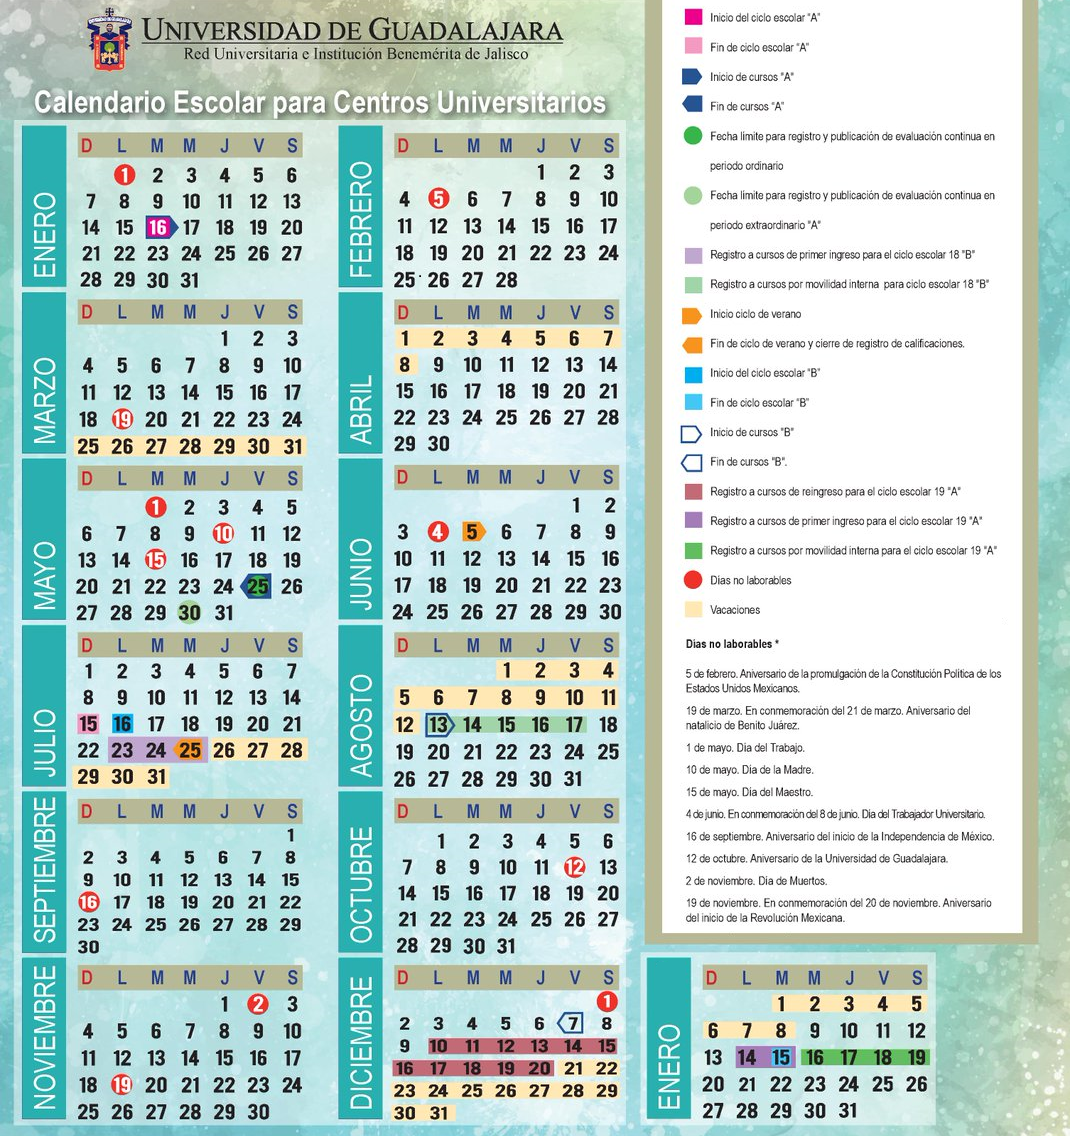 UNIVERSIDAD DE GUADALAJARA
Red Universitaria e Institución Benemérita de Jalisco
Calendario Escolar para Centros Universitarios
ENERO
D L M M J V S
1 2 3 4 5 6
7 8 9 10 11 12 13
14 15 16 17 18 19 20
21 22 23 24 25 26 27
28 29 30 31
FEBRERO
D L M M J V S
1 2 3
4 5 6 7 8 9 10
11 12 13 14 15 16 17
18 19 20 21 22 23 24
25 26 27 28
MARZO
D L M M J V S
1 2 3
4 5 6 7 8 9 10
11 12 13 14 15 16 17
18 19 20 21 22 23 24
25 26 27 28 29 30 31
ABRIL
D L M M J V S
1 2 3 4 5 6 7
8 9 10 11 12 13 14
15 16 17 18 19 20 21
22 23 24 25 26 27 28
29 30
MAYO
D L M M J V S
1 2 3 4 5
6 7 8 9 10 11 12
13 14 15 16 17 18 19
20 21 22 23 24 25 26
27 28 29 30 31
JUNIO
D L M M J V S
1 2
3 4 5 6 7 8 9
10 11 12 13 14 15 16
17 18 19 20 21 22 23
24 25 26 27 28 29 30
JULIO
D L M M J V S
1 2 3 4 5 6 7
8 9 10 11 12 13 14
15 16 17 18 19 20 21
22 23 24 25 26 27 28
29 30 31
AGOSTO
D L M M J V S
1 2 3 4
5 6 7 8 9 10 11
12 13 14 15 16 17 18
19 20 21 22 23 24 25
26 27 28 29 30 31
SEPTIEMBRE
D L M M J V S
1
2 3 4 5 6 7 8
9 10 11 12 13 14 15
16 17 18 19 20 21 22
23 24 25 26 27 28 29
30
OCTUBRE
D L M M J V S
1 2 3 4 5 6
7 8 9 10 11 12 13
14 15 16 17 18 19 20
21 22 23 24 25 26 27
28 29 30 31
NOVIEMBRE
D L M M J V S
1 2 3
4 5 6 7 8 9 10
11 12 13 14 15 16 17
18 19 20 21 22 23 24
25 26 27 28 29 30
DICIEMBRE
D L M M J V S
1
2 3 4 5 6 7 8
9 10 11 12 13 14 15
16 17 18 19 20 21 22
23 24 25 26 27 28 29
30 31
ENERO
D L M M J V S
1 2 3 4 5
6 7 8 9 10 11 12
13 14 15 16 17 18 19
20 21 22 23 24 25 26
27 28 29 30 31
Inicio del ciclo escolar "A"
Fin de ciclo escolar "A"
Inicio de cursos "A"
Fin de cursos "A"
Fecha límite para registro y publicación de evaluación continua en
periodo ordinario
Fecha límite para registro y publicación de evaluación continua en
periodo extraordinario "A"
Registro a cursos de primer ingreso para el ciclo escolar 18 "B"
Registro a cursos por movilidad interna para ciclo escolar 18 "B"
Inicio ciclo de verano
Fin de ciclo de verano y cierre de registro de calificaciones.
Inicio del ciclo escolar "B"
Fin de ciclo escolar "B"
Inicio de cursos "B"
Fin de cursos "B".
Registro a cursos de reingreso para el ciclo escolar 19 "A"
Registro a cursos de primer ingreso para el ciclo escolar 19 "A"
Registro a cursos por movilidad interna para el ciclo escolar 19 "A"
Días no laborables
Vacaciones
Dias no laborables *
5 de febrero. Aniversario de la promulgación de la Constitución Política de los
Estados Unidos Mexicanos.
19 de marzo. En conmemoración del 21 de marzo. Aniversario del
natalicio de Benito Juárez.
1 de mayo. Dia del Trabajo.
10 de mayo. Dia de la Madre.
15 de mayo. Dia del Maestro.
4 de junio. En conmemoración del 8 de junio. Dia del Trabajador Universitario.
16 de septiembre. Aniversario del inicio de la Independencia de México.
12 de octubre. Aniversario de la Universidad de Guadalajara.
2 de noviembre. Dia de Muertos.
19 de noviembre. En conmemoración del 20 de noviembre. Aniversario
del inicio de la Revolución Mexicana.